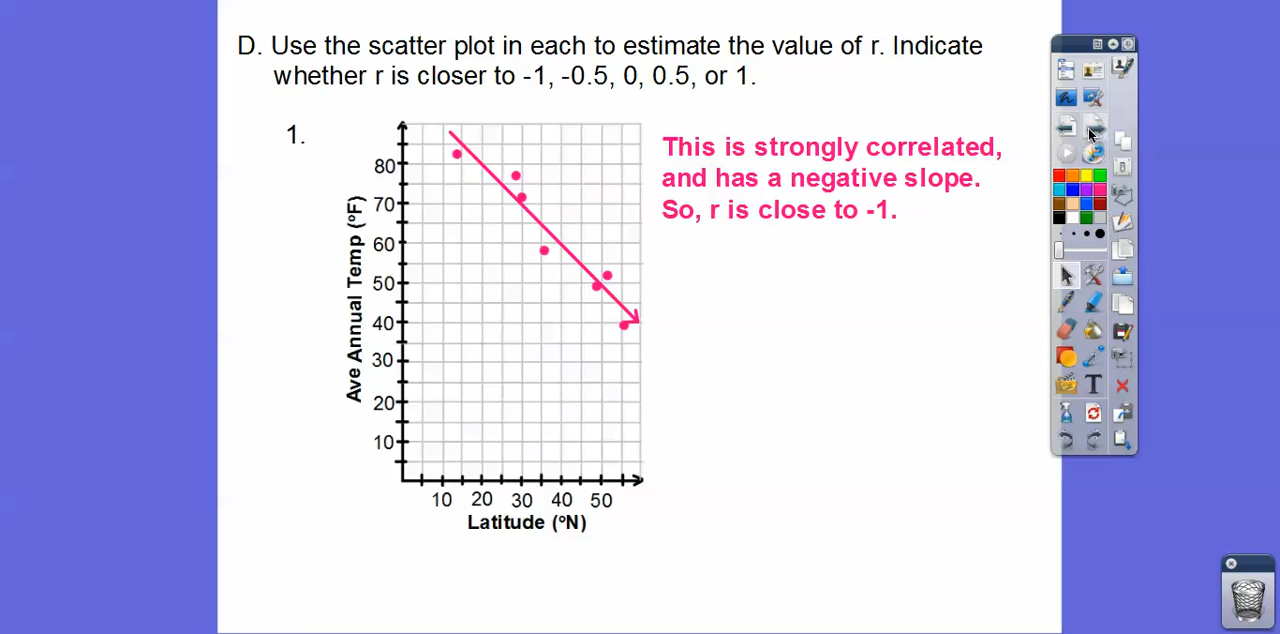 D. Use the scatter plot in each to estimate the value of r. Indicate
whether r is closer to -1, -0.5, 0, 0.5, or 1.
1.
This is strongly correlated,
and has a negative slope.
So, r is close to -1.
Ave Annual Temp (°F)
80
70
60
50
40
30
20
10
10 20 30 40 50
Latitude (°N)
T